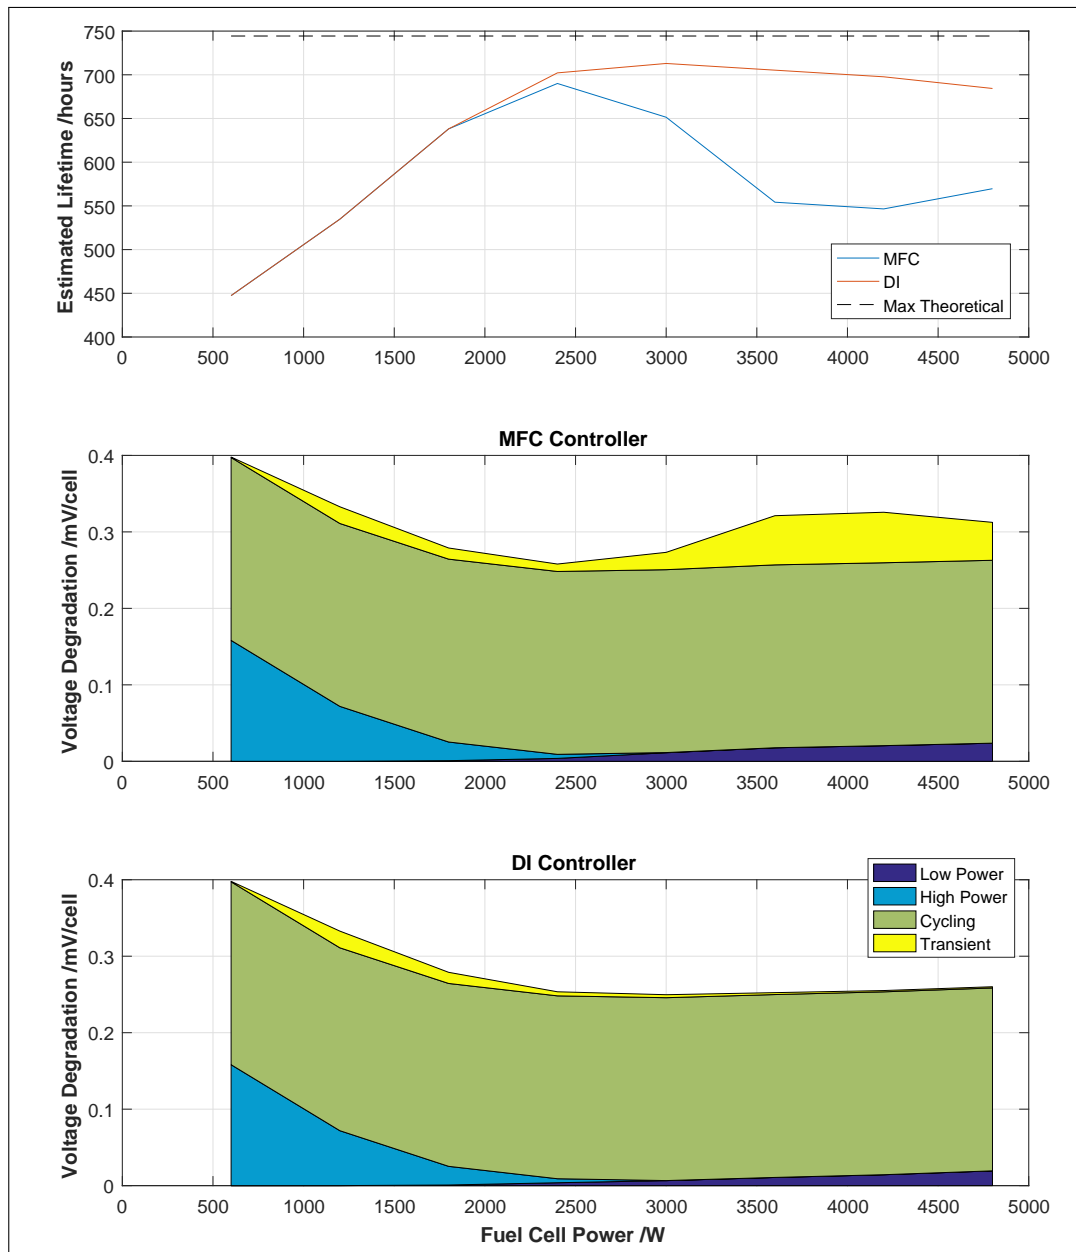 750
700
650
600
550
500
450
400
Estimated Lifetime /hours
0 500 1000 1500 2000 2500 3000 3500 4000 4500 5000
MFC
DI
Max Theoretical
MFC Controller
0.4
0.3
0.2
0.1
0
Voltage Degradation /mV/cell
0 500 1000 1500 2000 2500 3000 3500 4000 4500 5000
DI Controller
Low Power
High Power
Cycling
Transient
0.4
0.3
0.2
0.1
0
Voltage Degradation /mV/cell
0 500 1000 1500 2000 2500 3000 3500 4000 4500 5000
Fuel Cell Power /W